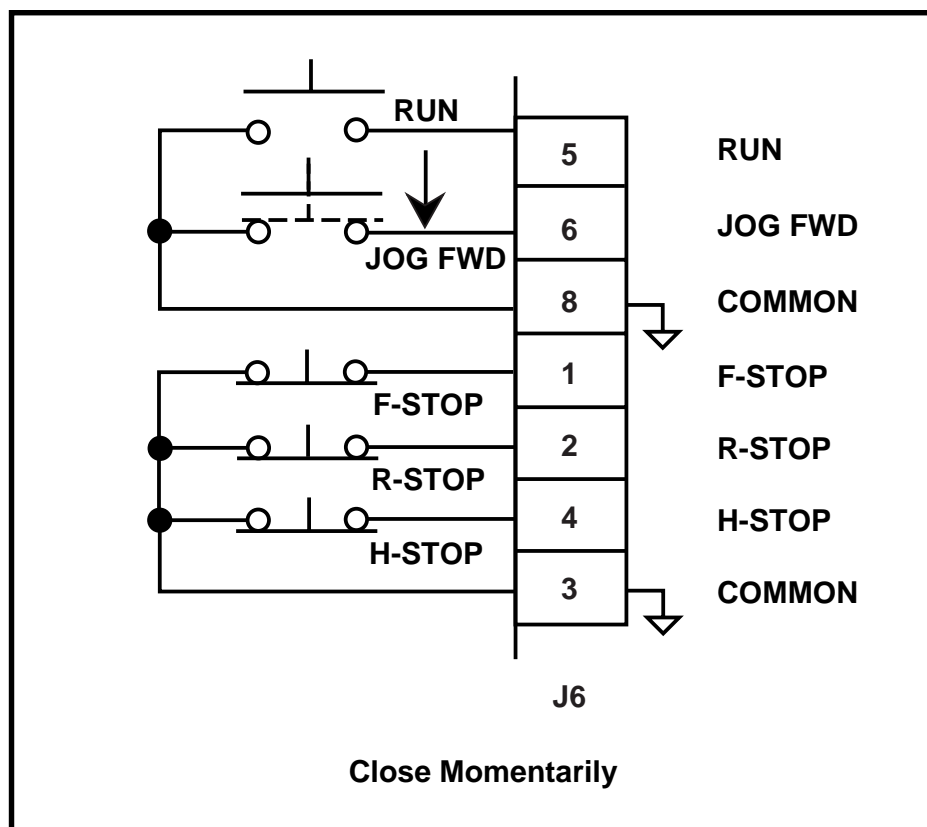 RUN
5 RUN
JOG FWD
6 JOG FWD
8 COMMON
F-STOP
1 F-STOP
R-STOP
2 R-STOP
H-STOP
4 H-STOP
3 COMMON
J6
Close Momentarily